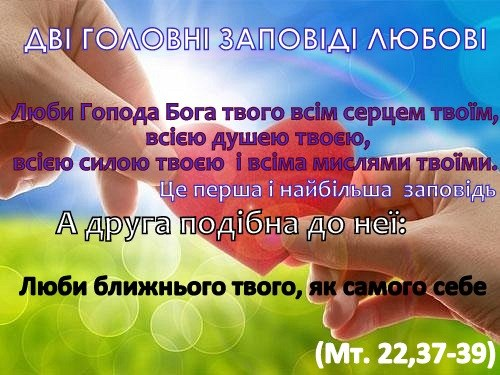 ДВІ ГОЛОВНІ ЗАПОВІДІ ЛЮБОВІ
Люби Гопода Бога твого всім серцем твоїм,
всією душею твоєю,
всією силою твоєю і всіма мислями твоїми.
Це перша і найбільша заповідь
А друга подібна до неї:
Люби ближнього твого, як самого себе
(Мт. 22,37-39)